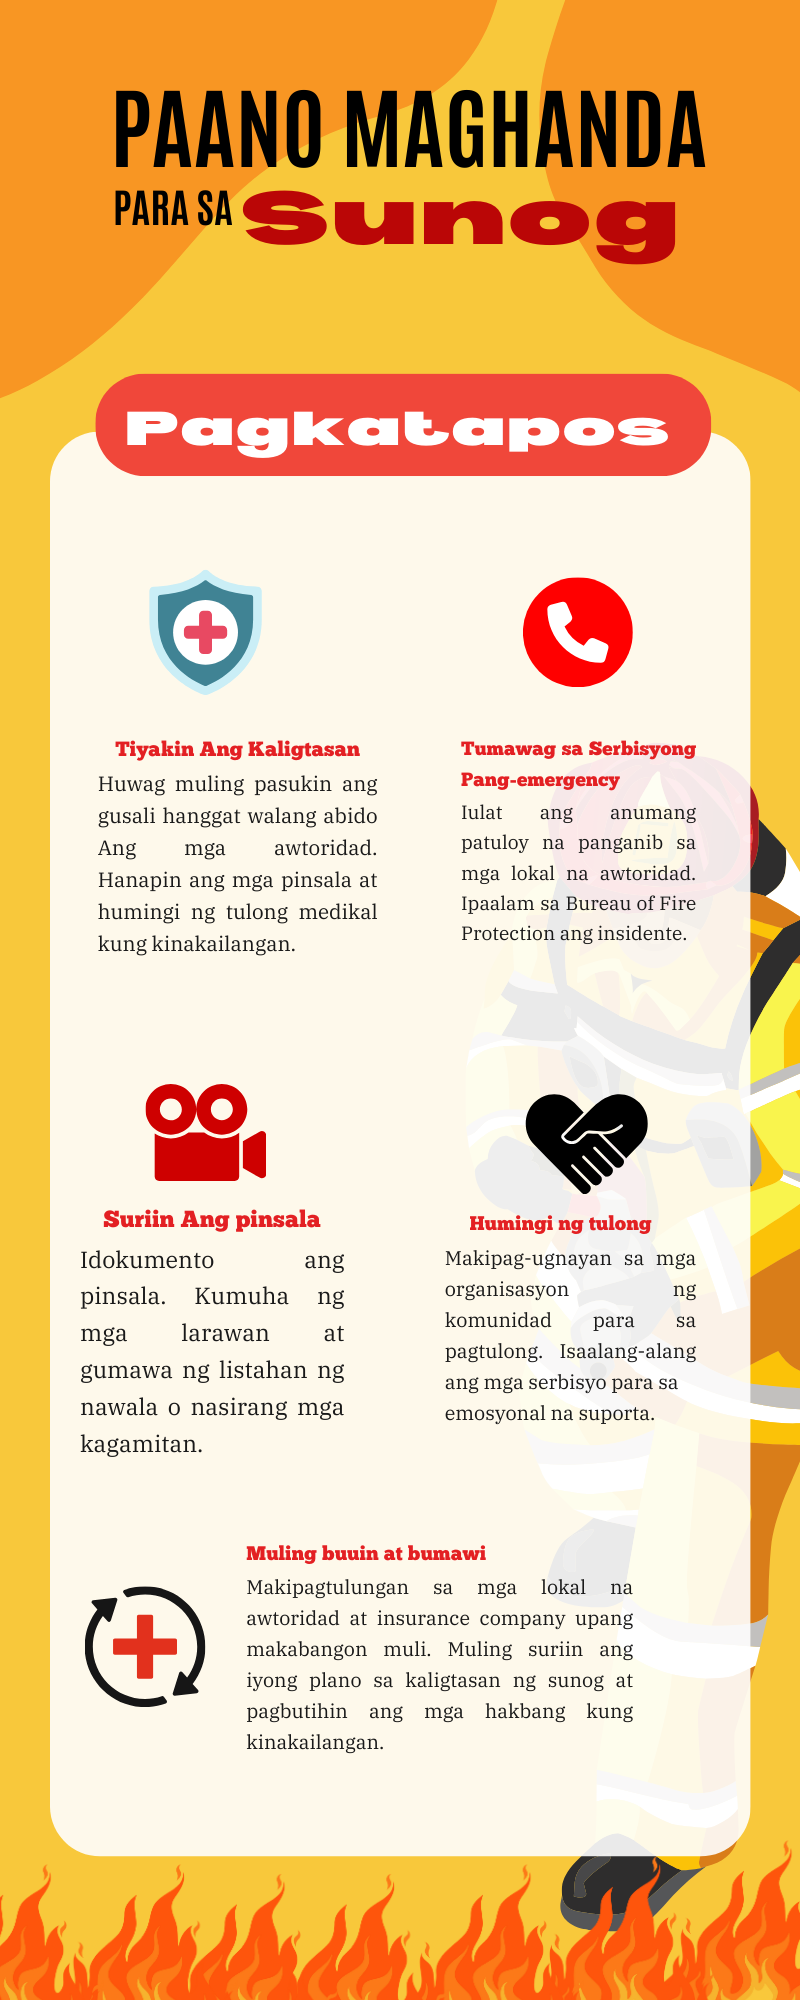 PAANO MAGHANDA
PARA SA Sunog
Pagkatapos
Tiyakin Ang Kaligtasan
Huwag muling pasukin ang
gusali hanggat walang abido
Ang mga awtoridad.
Hanapin ang mga pinsala at
humingi ng tulong medikal
kung kinakailangan.
Tumawag sa Serbisyong
Pang-emergency
Iulat ang anumang
patuloy na panganib sa
mga lokal na awtoridad.
Ipaalam sa Bureau of Fire
Protection ang insidente.
Suriin Ang pinsala
Idokumento ang
pinsala. Kumuha ng
mga larawan at
gumawa ng listahan ng
nawala o nasirang mga
kagamitan.
Humingi ng tulong
Makipag-ugnayan sa mga
organisasyon ng
komunidad para sa
pagtulong. Isaalang-alang
ang mga serbisyo para sa
emosyonal na suporta.
Muling buuin at bumawi
Makipagtulungan sa mga lokal na
awtoridad at insurance company upang
makabangon muli. Muling suriin ang
iyong plano sa kaligtasan ng sunog at
pagbutihin ang mga hakbang kung
kinakailangan.